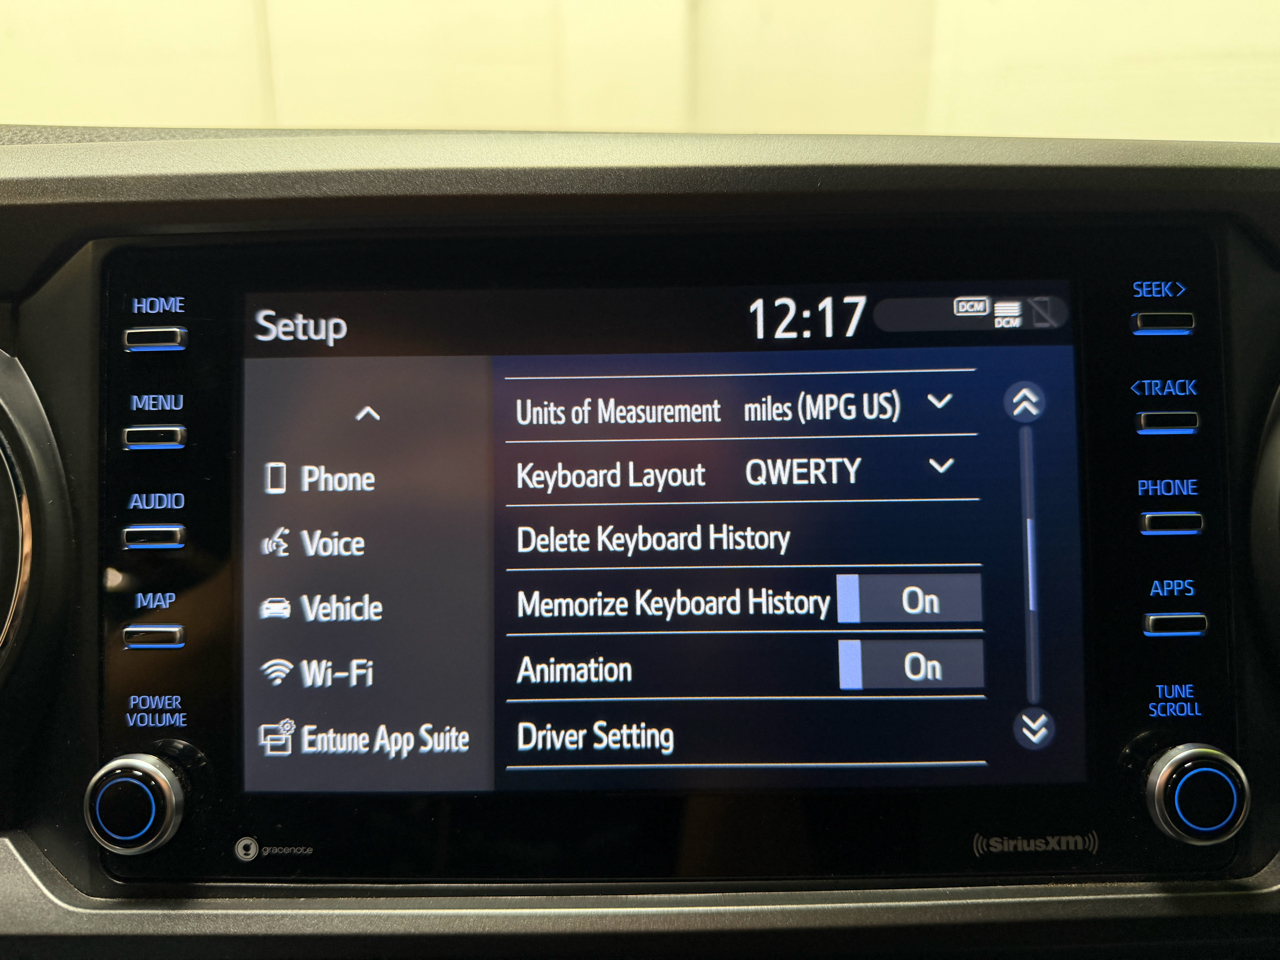 HOME
MENU
AUDIO
MAP
POWER
VOLUME
Setup
12:17
DCM
DCM
Phone
Voice
Vehicle
Wi-Fi
Entune App Suite
Units of Measurement miles (MPG US)
Keyboard Layout QWERTY
Delete Keyboard History
Memorize Keyboard History On
Animation On
Driver Setting
SEEK>
<TRACK
PHONE
APPS
TUNE
SCROLL
gracenote
SiriusXM